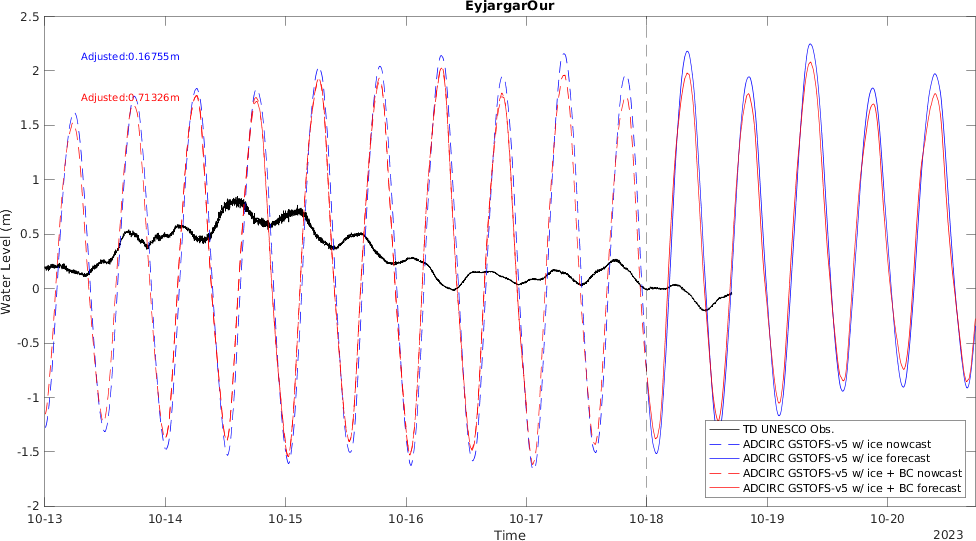 EyjargarOur
2.5
2
1.5
1
0.5
0
-0.5
-1
-1.5
-2
Water Level (m)
Adjusted:0.16755m
Adjusted:0.71326m
TD UNESCO Obs.
ADCIRC GSTOFS-v5 w/ ice nowcast
ADCIRC GSTOFS-v5 w/ ice forecast
ADCIRC GSTOFS-v5 w/ ice + BC nowcast
ADCIRC GSTOFS-v5 w/ ice + BC forecast
10-13 10-14 10-15 10-16 10-17 10-18 10-19 10-20
Time
2023